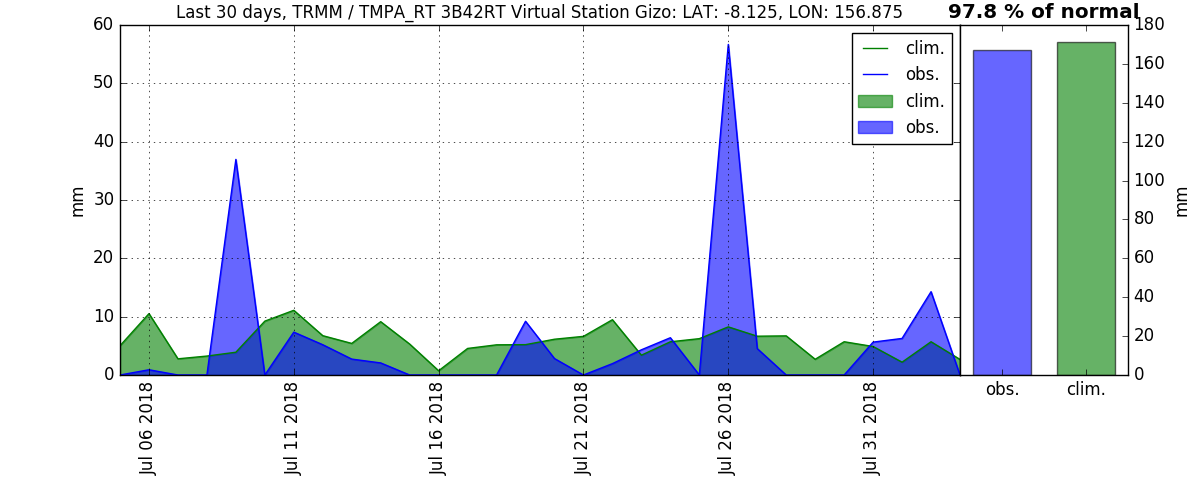 Last 30 days, TRMM / TMPA_RT 3B42RT Virtual Station Gizo: LAT: -8.125, LON: 156.875
97.8 % of normal
60
50
40
30
20
10
0
mm
clim.
obs.
clim.
obs.
180
160
140
120
100
80
60
40
20
0
mm
Jul 06 2018
Jul 11 2018
Jul 16 2018
Jul 21 2018
Jul 26 2018
Jul 31 2018
obs.
clim.